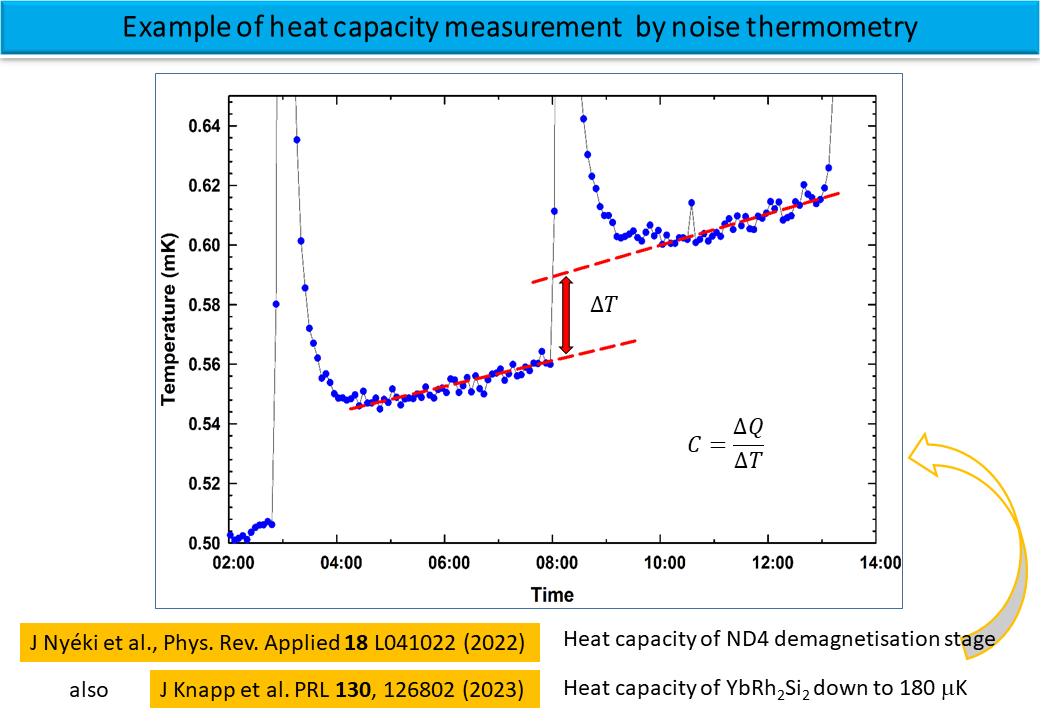 Example of heat capacity measurement by noise thermometry
0.64
0.62
0.60
0.58
0.56
0.54
0.52
0.50
Temperature (mK)
ΔT
C = ΔQ/ΔT
02:00 04:00 06:00 08:00 10:00 12:00 14:00
Time
J Nyéki et al., Phys. Rev. Applied 18 L041022 (2022)
Heat capacity of ND4 demagnetisation stage
also
J Knapp et al. PRL 130, 126802 (2023)
Heat capacity of YbRh₂Si₂ down to 180 μK